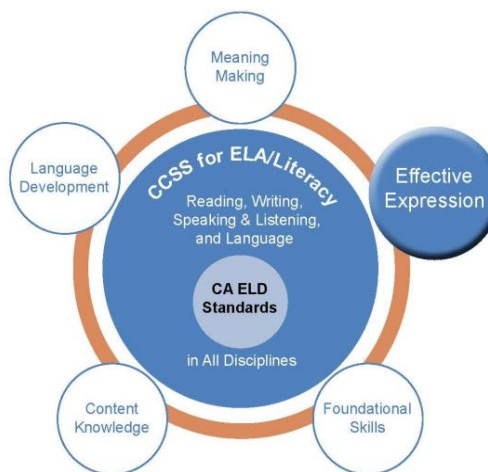 Meaning
Making
Language
Development
Effective
Expression
CCSS for ELA/Literacy
Reading, Writing,
Speaking & Listening,
and Language
CA ELD
Standards
in All Disciplines
Content
Knowledge
Foundational
Skills